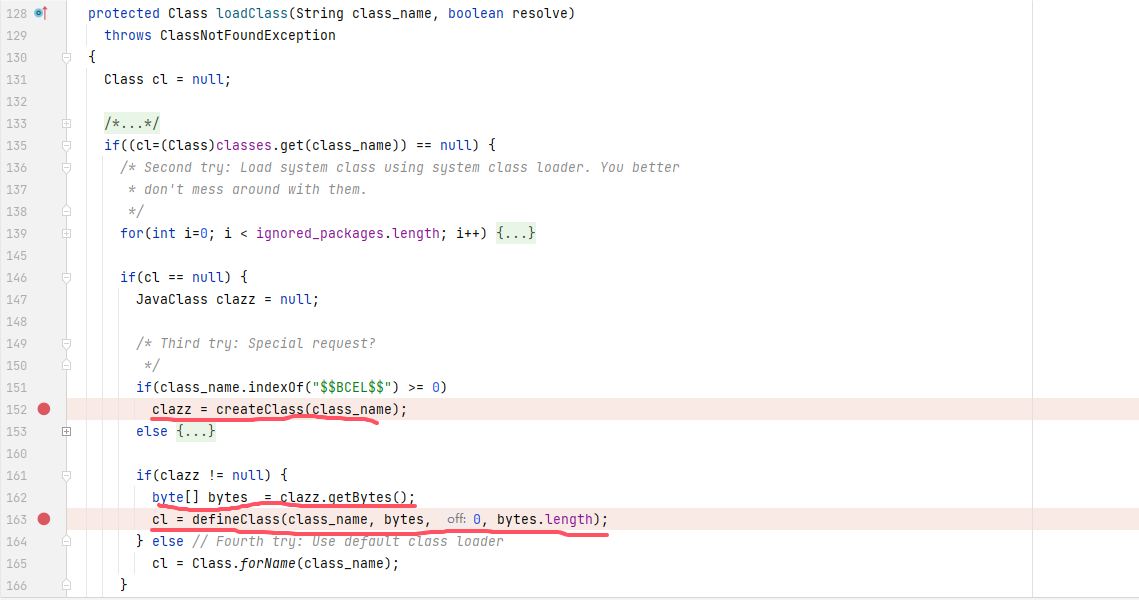 128 protected Class loadClass(String class_name, boolean resolve)
129 throws ClassNotFoundException
130 {
131 Class cl = null;
132
133 /*...*/
135 if((cl=(Class)classes.get(class_name)) == null) {
136 /* Second try: Load system class using system class loader. You better
137 * don't mess around with them.
138 */
139 for(int i=0; i < ignored_packages.length; i++) {...}
145
146 if(cl == null) {
147 JavaClass clazz = null;
148
149 /* Third try: Special request?
150 */
151 if(class_name.indexOf("$$BCEL$$") >= 0)
152 clazz = createClass(class_name);
153 else {...}
160
161 if(clazz != null) {
162 byte[] bytes  = clazz.getBytes();
163 cl = defineClass(class_name, bytes, off: 0, bytes.length);
164 } else // Fourth try: Use default class loader
165 cl = Class.forName(class_name);
166 }